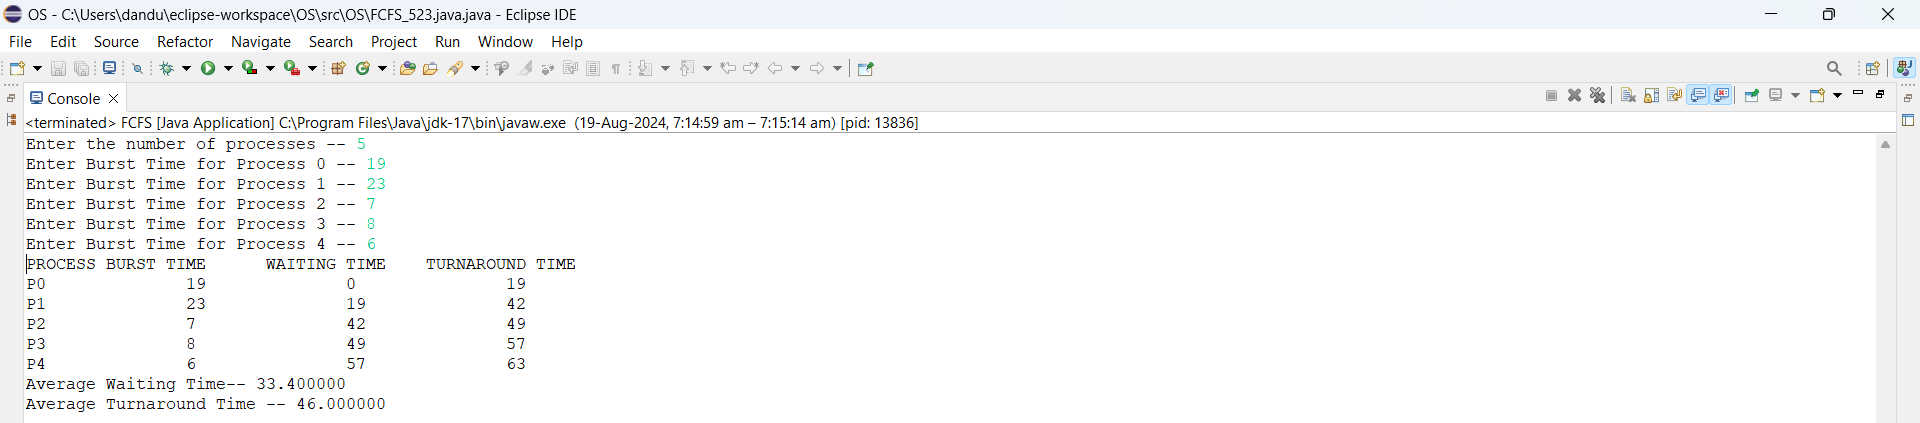 OS - C:\Users\dandu\eclipse-workspace\OS\src\OS\FCFS_523.java.java - Eclipse IDE
File Edit Source Refactor Navigate Search Project Run Window Help
Console
<terminated> FCFS [Java Application] C:\Program Files\Java\jdk-17\bin\javaw.exe (19-Aug-2024, 7:14:59 am – 7:15:14 am) [pid: 13836]
Enter the number of processes -- 5
Enter Burst Time for Process 0 -- 19
Enter Burst Time for Process 1 -- 23
Enter Burst Time for Process 2 -- 7
Enter Burst Time for Process 3 -- 8
Enter Burst Time for Process 4 -- 6
PROCESS BURST TIME WAITING TIME TURNAROUND TIME
P0 19 0 19
P1 23 19 42
P2 7 42 49
P3 8 49 57
P4 6 57 63
Average Waiting Time-- 33.400000
Average Turnaround Time -- 46.000000